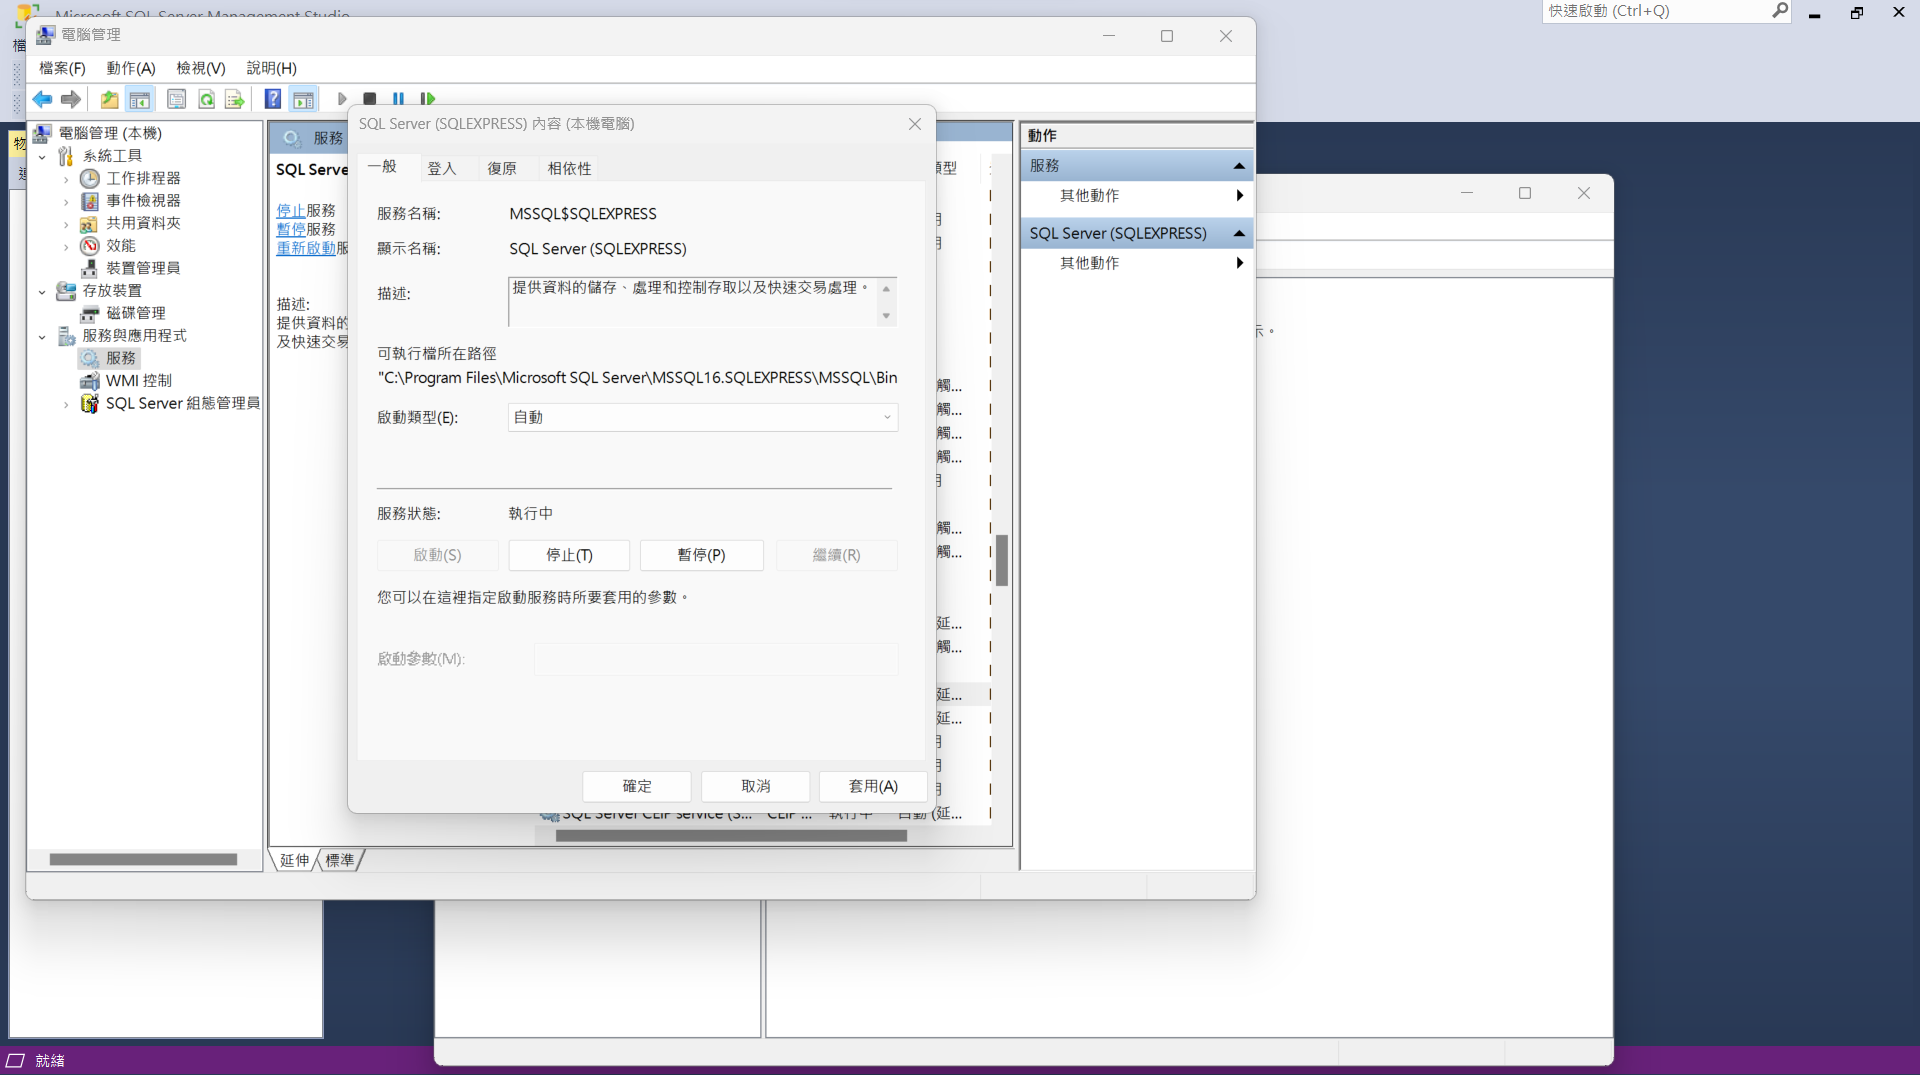 Microsoft SQL Server Management Studio
快速啟動 (Ctrl+Q)
電腦管理
檔案(F)
動作(A)
檢視(V)
說明(H)
電腦管理 (本機)
系統工具
工作排程器
事件檢視器
共用資料夾
效能
裝置管理員
存放裝置
磁碟管理
服務與應用程式
服務
WMI 控制
SQL Server 組態管理員
服務
SQL Serve
停止服務
暫停服務
重新啟動服
描述:
提供資料的
及快速交易
SQL Server (SQLEXPRESS) 內容 (本機電腦)
一般
登入
復原
相依性
服務名稱:
MSSQL$SQLEXPRESS
顯示名稱:
SQL Server (SQLEXPRESS)
描述:
提供資料的儲存、處理和控制存取以及快速交易處理。
可執行檔所在路徑
"C:\Program Files\Microsoft SQL Server\MSSQL16.SQLEXPRESS\MSSQL\Bin
啟動類型(E):
自動
服務狀態:
執行中
啟動(S)
停止(T)
暫停(P)
繼續(R)
您可以在這裡指定啟動服務時所要套用的參數。
啟動參數(M):
確定
取消
套用(A)
類型
觸...
觸...
觸...
觸...
觸...
觸...
延...
觸...
延...
延...
SQL Server CEIP service (S...
CEIP ...
執行中
自動 (延...
延伸
標準
動作
服務
其他動作
SQL Server (SQLEXPRESS)
其他動作
示。
就緒